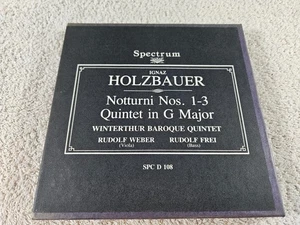 Spectrum
IGNAZ
HOLZBAUER
Notturni Nos. 1-3
Quintet in G Major
WINTERTHUR BAROQUE QUINTET
RUDOLF WEBER RUDOLF FREI
(Viola) (Bass)
SPC D 108